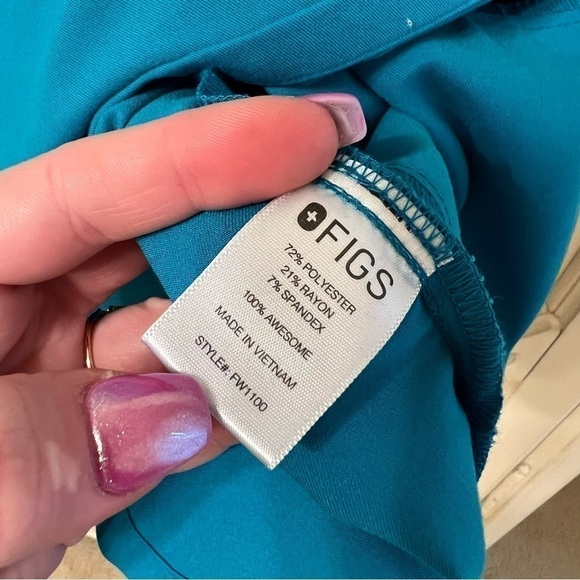 FIGS
72% POLYESTER
21% RAYON
7% SPANDEX
100% AWESOME
MADE IN VIETNAM
STYLE#: FW1100